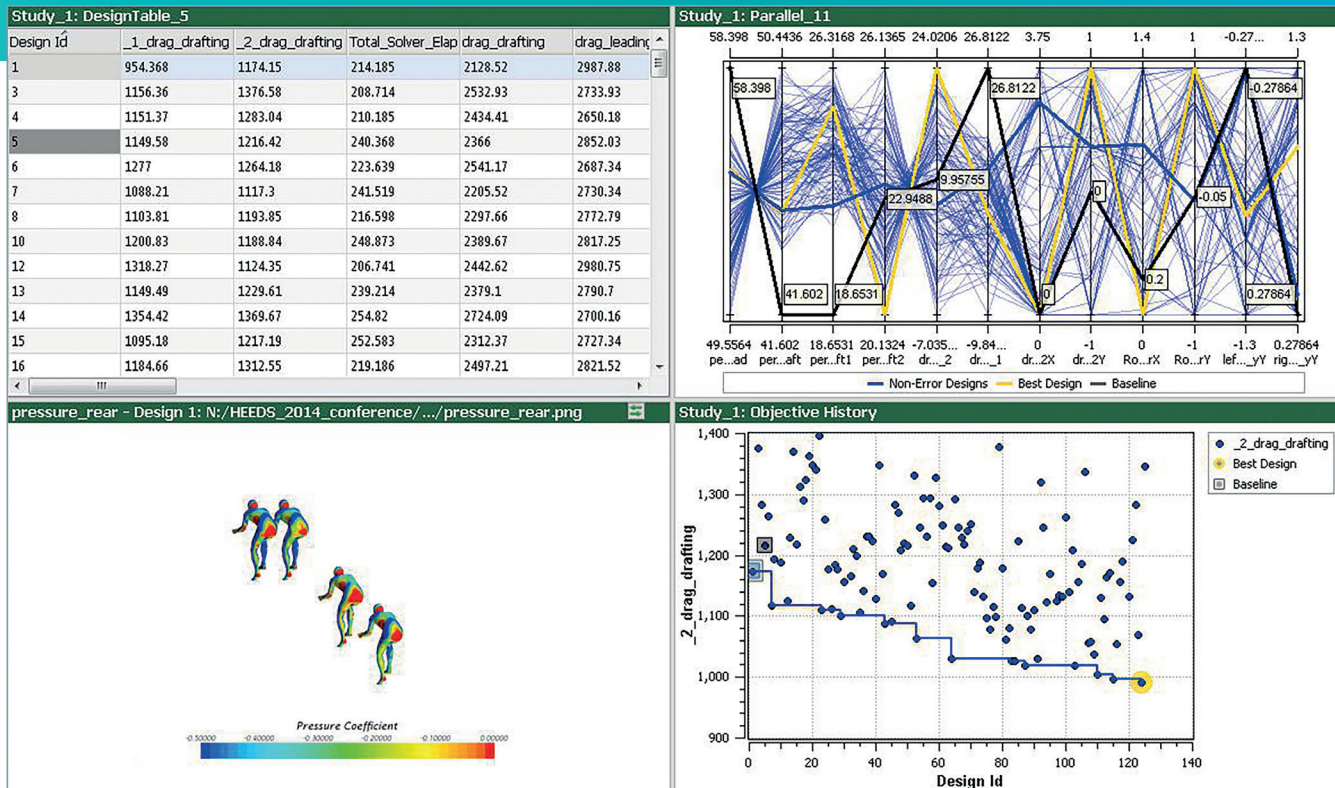 Study_1: DesignTable_5
Design Id _1_drag_drafting _2_drag_drafting Total_Solver_Elap drag_drafting drag_leading
1 954.368 1174.15 214.185 2128.52 2987.88
3 1156.36 1376.58 208.714 2532.93 2733.93
4 1151.37 1283.04 210.185 2434.41 2650.18
5 1149.58 1216.42 240.368 2366 2852.03
6 1277 1264.18 223.639 2541.17 2687.34
7 1088.21 1117.3 241.519 2205.52 2730.34
8 1103.81 1193.85 216.598 2297.66 2772.79
10 1200.83 1188.84 248.873 2389.67 2817.25
12 1318.27 1124.35 206.741 2442.62 2980.75
13 1149.49 1229.61 239.214 2379.1 2790.7
14 1354.42 1369.67 254.82 2724.09 2700.16
15 1095.18 1217.19 252.583 2312.37 2727.34
16 1184.66 1312.55 219.186 2497.21 2821.52
Study_1: Parallel_11
58.398 50.4436 26.3168 26.1365 24.0206 26.8122 3.75 1 1.4 1 -0.27... 1.3
58.398 26.8122 -0.27864
9.95755
22.9488 0 -0.05
0.2
41.602 18.6531 0 0.27864
49.5564 41.602 18.6531 20.1324 -7.035... -9.84... 0 -1 0 -1 -1.3 0.27864
pe...ad per...aft per...ft1 per...ft2 dr..._2 dr..._1 dr...2X dr...2Y Ro...rX Ro...rY lef..._yY rig..._yY
Non-Error Designs Best Design Baseline
pressure_rear - Design 1: N:/HEEDS_2014_conference/.../pressure_rear.png
Pressure Coefficient
-0.50000 -0.40000 -0.30000 -0.20000 -0.10000 0.00000
Study_1: Objective History
1,400
1,300
1,200
1,100
1,000
900
_2_drag_drafting
0 20 40 60 80 100 120 140
Design Id
_2_drag_drafting
Best Design
Baseline